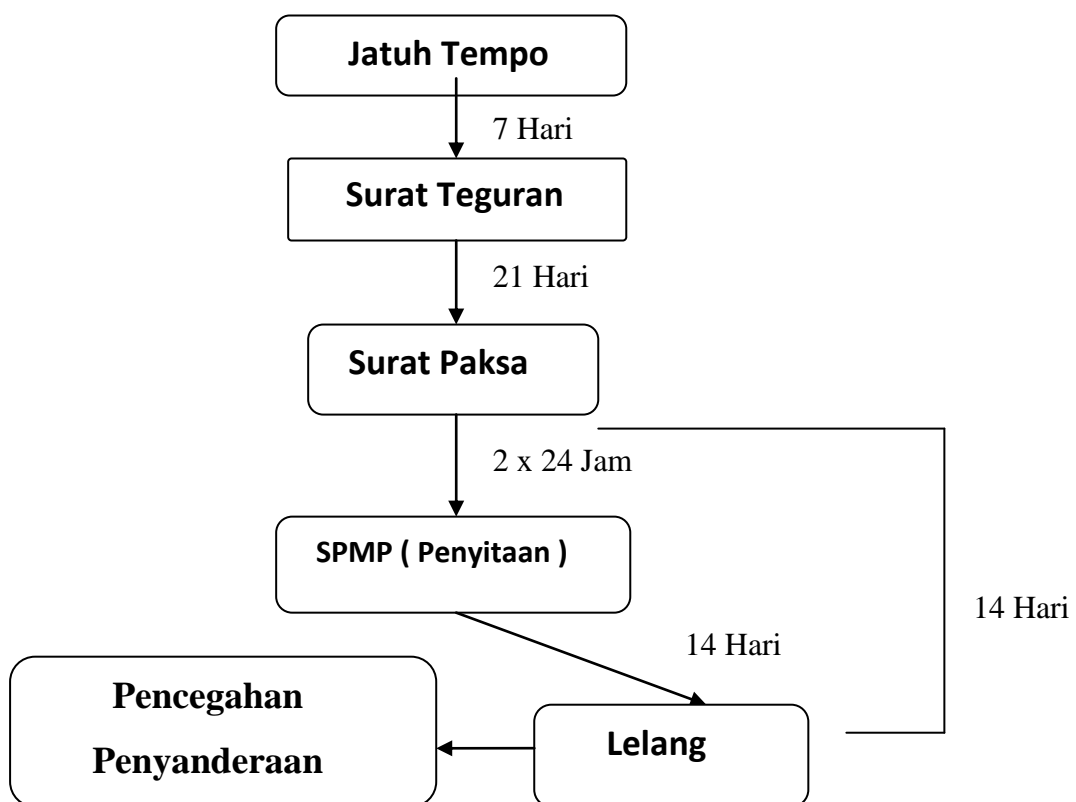 Jatuh Tempo
7 Hari
Surat Teguran
21 Hari
Surat Paksa
2 x 24 Jam
SPMP ( Penyitaan )
14 Hari
14 Hari
Pencegahan
Penyanderaan
Lelang